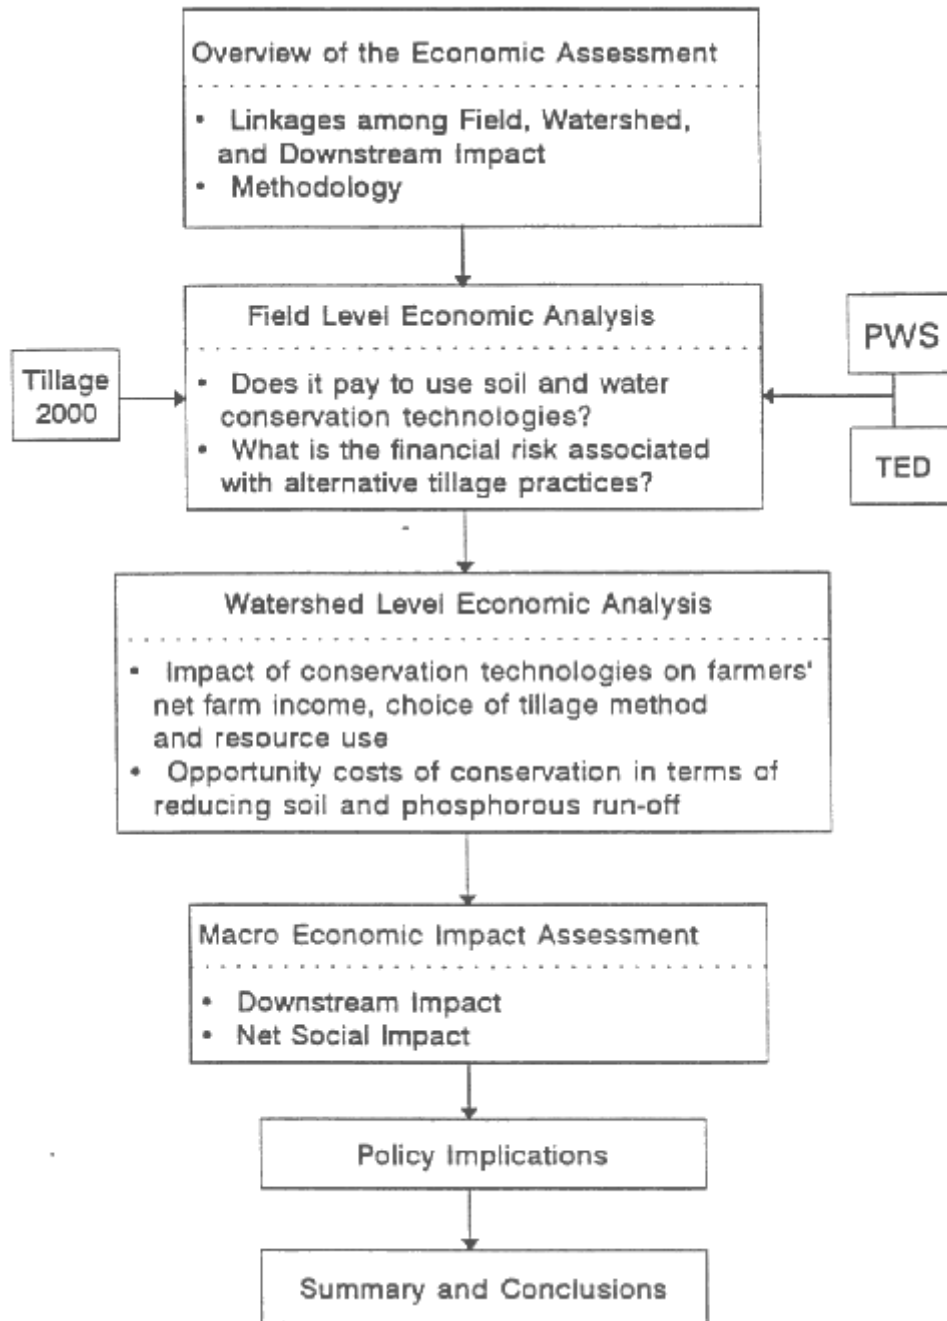 Overview of the Economic Assessment
• Linkages among Field, Watershed,
and Downstream Impact
• Methodology
Field Level Economic Analysis
• Does it pay to use soil and water
conservation technologies?
• What is the financial risk associated
with alternative tillage practices?
Tillage
2000
PWS
TED
Watershed Level Economic Analysis
• Impact of conservation technologies on farmers'
net farm income, choice of tillage method
and resource use
• Opportunity costs of conservation in terms of
reducing soil and phosphorous run-off
Macro Economic Impact Assessment
• Downstream Impact
• Net Social Impact
Policy Implications
Summary and Conclusions